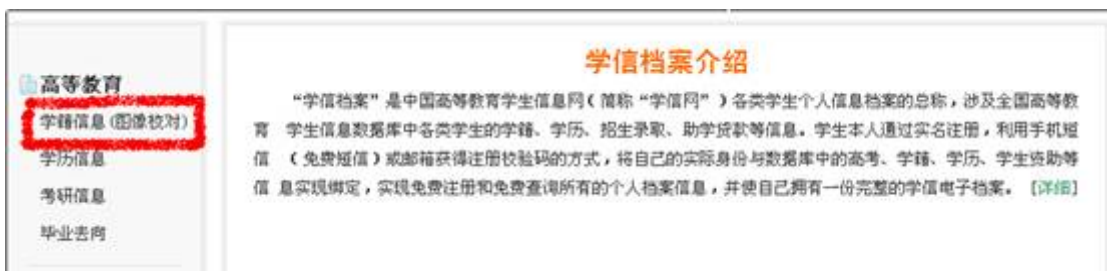 高等教育
学籍信息(图像校对)
学历信息
考研信息
毕业去向
学信档案介绍
“学信档案”是中国高等教育学生信息网(简称“学信网”)各类学生个人信息档案的总称,涉及全国高等教
育 学生信息数据库中各类学生的学籍、学历、招生录取、助学贷款等信息。学生本人通过实名注册,利用手机短
信 (免费短信)或邮箱获得注册校验码的方式,将自己的实际身份与数据库中的高考、学籍、学历、学生资助等
信 息实现绑定,实现免费注册和免费查询所有的个人档案信息,并使自己拥有一份完整的学信电子档案。 [详细]